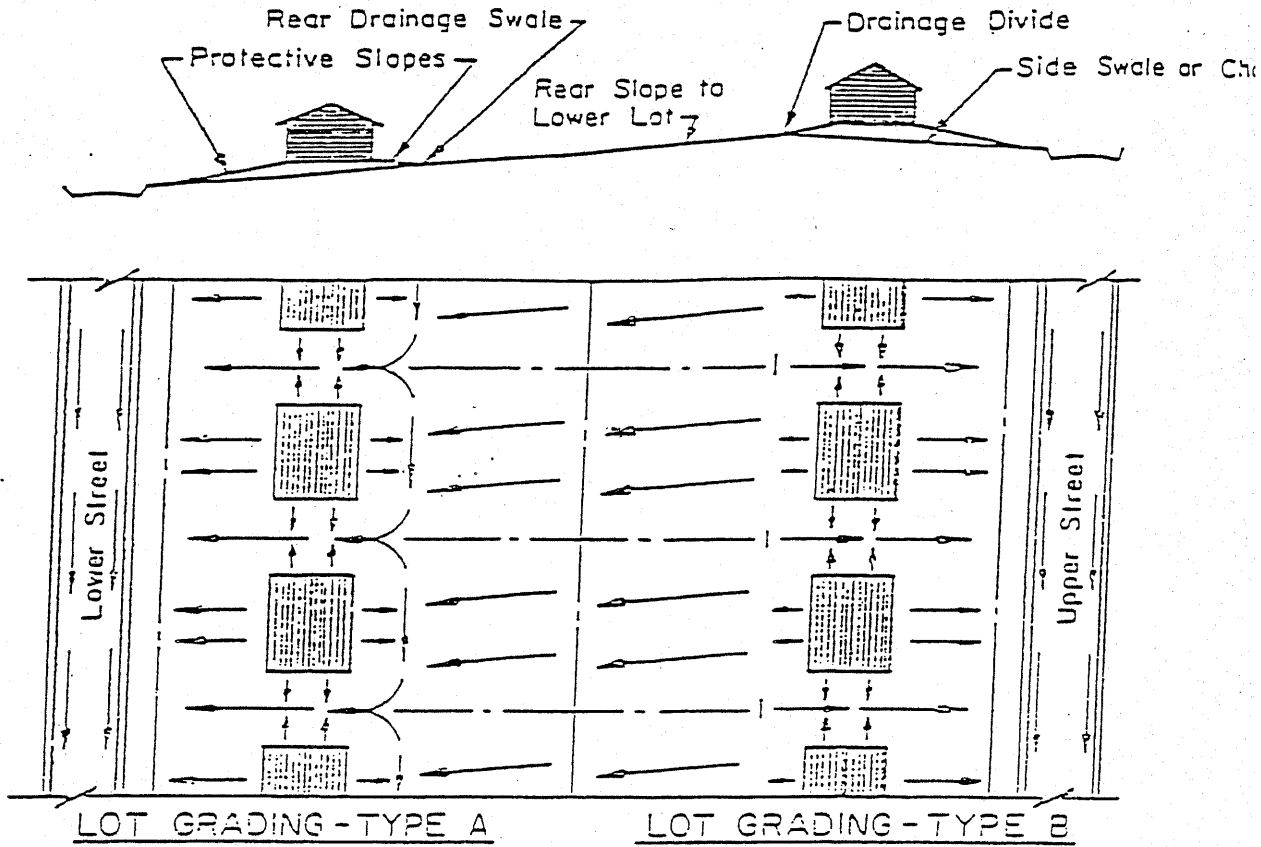 Rear Drainage Swale
Drainage Divide
Protective Slopes
Side Swale or
Rear Slope to
Lower Lot
Lower Street
Upper Street
LOT GRADING-TYPE A
LOT GRADING-TYPE B